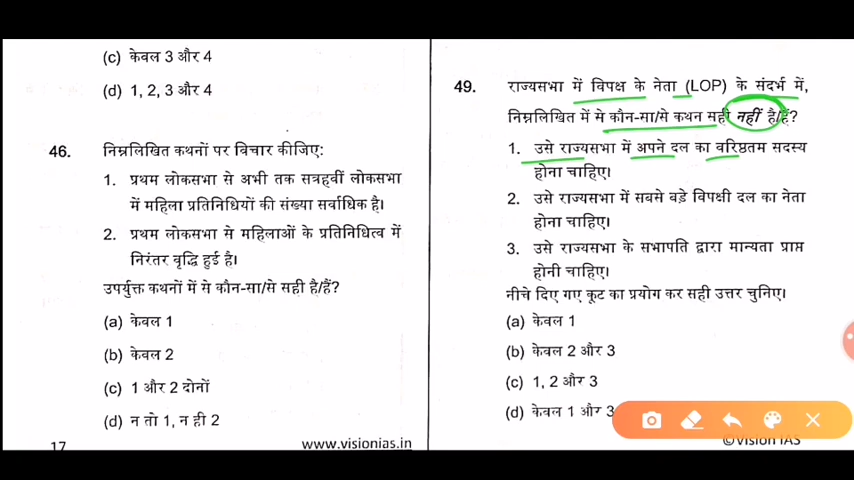 (c) केवल 3 और 4
(d) 1, 2, 3 और 4
46. निम्नलिखित कथनों पर विचार कीजिए:
1. प्रथम लोकसभा से अभी तक सत्रहवीं लोकसभा
में महिला प्रतिनिधियों की संख्या सर्वाधिक है।
2. प्रथम लोकसभा से महिलाओं के प्रतिनिधित्व में
निरंतर वृद्धि हुई है।
उपर्युक्त कथनों में से कौन-सा/से सही है/हैं?
(a) केवल 1
(b) केवल 2
(c) 1 और 2 दोनों
(d) न तो 1, न ही 2
17 www.visionias.in
49. राज्यसभा में विपक्ष के नेता (LOP) के संदर्भ में,
निम्नलिखित में से कौन-सा/से कथन सही नहीं है/हैं?
1. उसे राज्यसभा में अपने दल का वरिष्ठतम सदस्य
होना चाहिए।
2. उसे राज्यसभा में सबसे बड़े विपक्षी दल का नेता
होना चाहिए।
3. उसे राज्यसभा के सभापति द्वारा मान्यता प्राप्त
होनी चाहिए।
नीचे दिए गए कूट का प्रयोग कर सही उत्तर चुनिए।
(a) केवल 1
(b) केवल 2 और 3
(c) 1, 2 और 3
(d) केवल 1 और 3
©Vision IAS